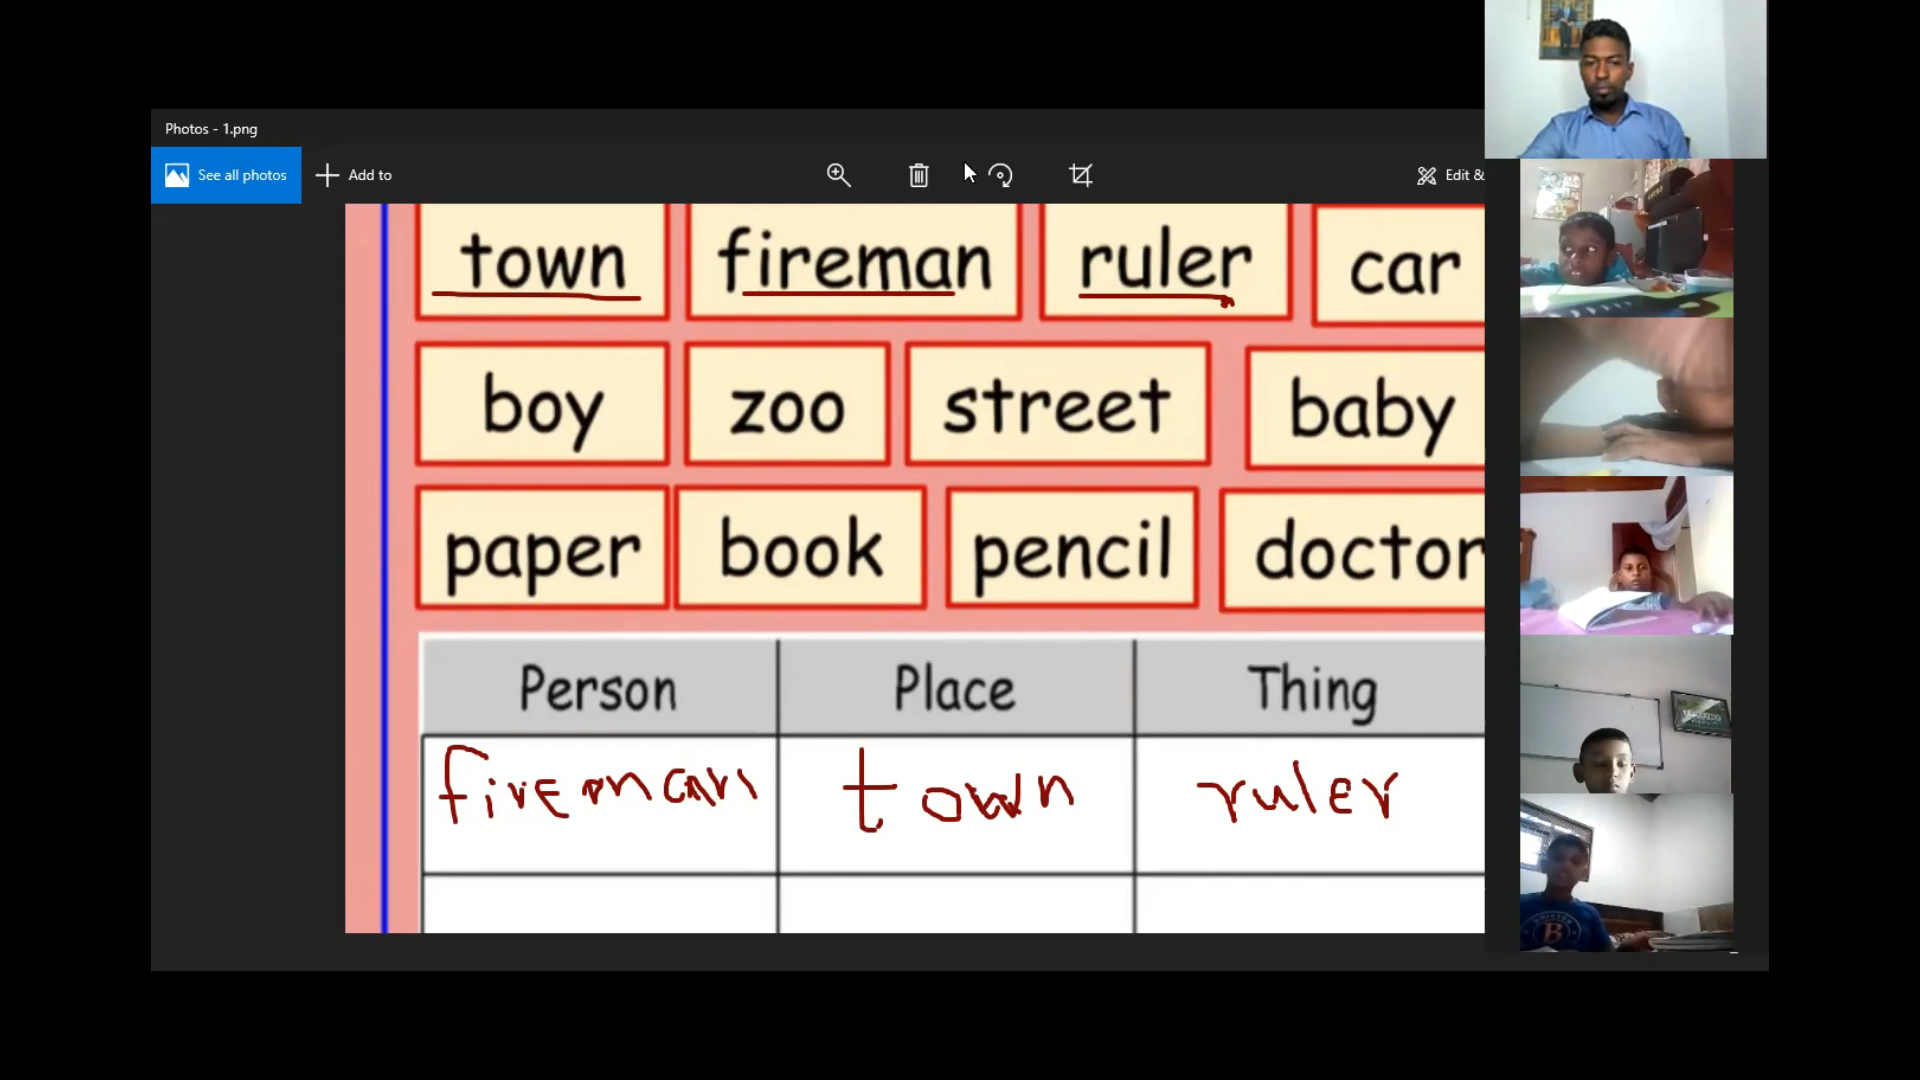 Photos - 1.png
See all photos
Add to
Edit &
town fireman ruler car
boy zoo street baby
paper book pencil doctor
Person Place Thing
fireman town ruler
B